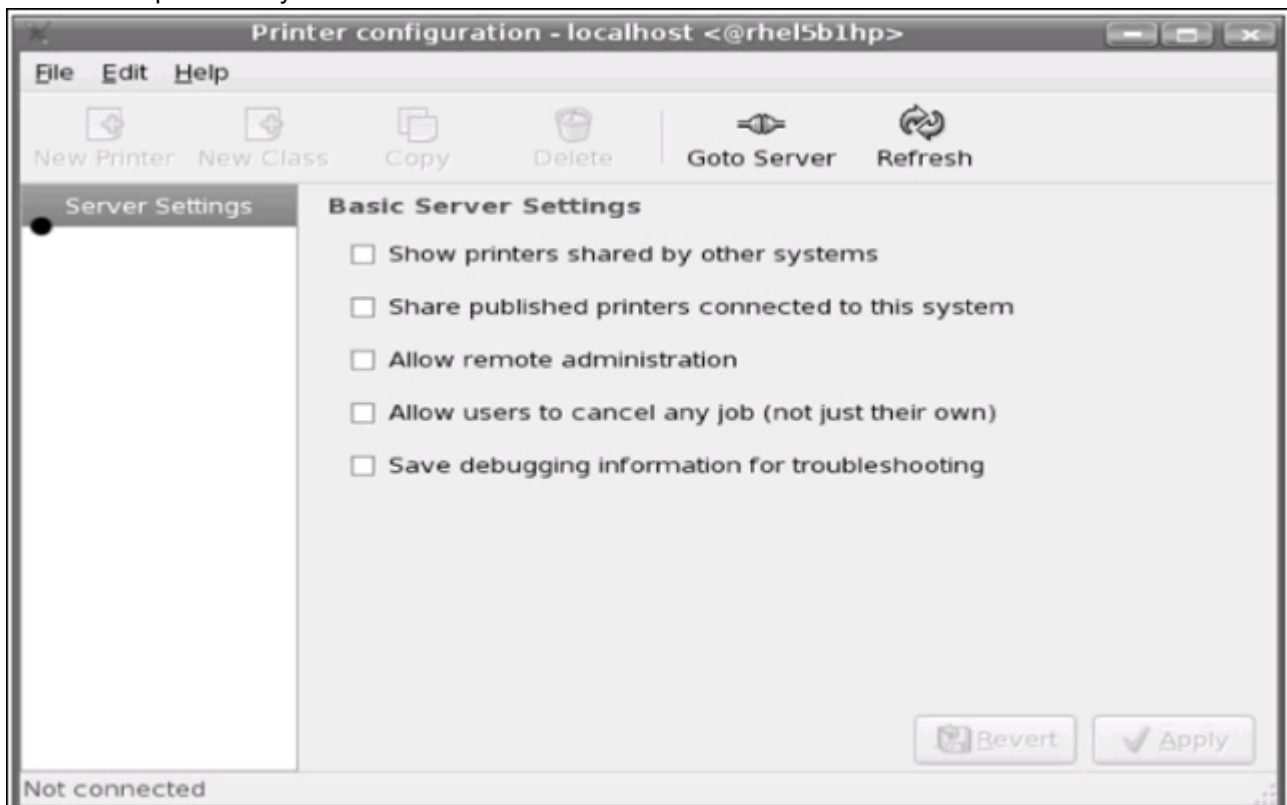 Printer configuration - localhost <@rhel5b1hp>
File Edit Help
New Printer New Class Copy Delete Goto Server Refresh
Server Settings
Basic Server Settings
Show printers shared by other systems
Share published printers connected to this system
Allow remote administration
Allow users to cancel any job (not just their own)
Save debugging information for troubleshooting
Revert Apply
Not connected